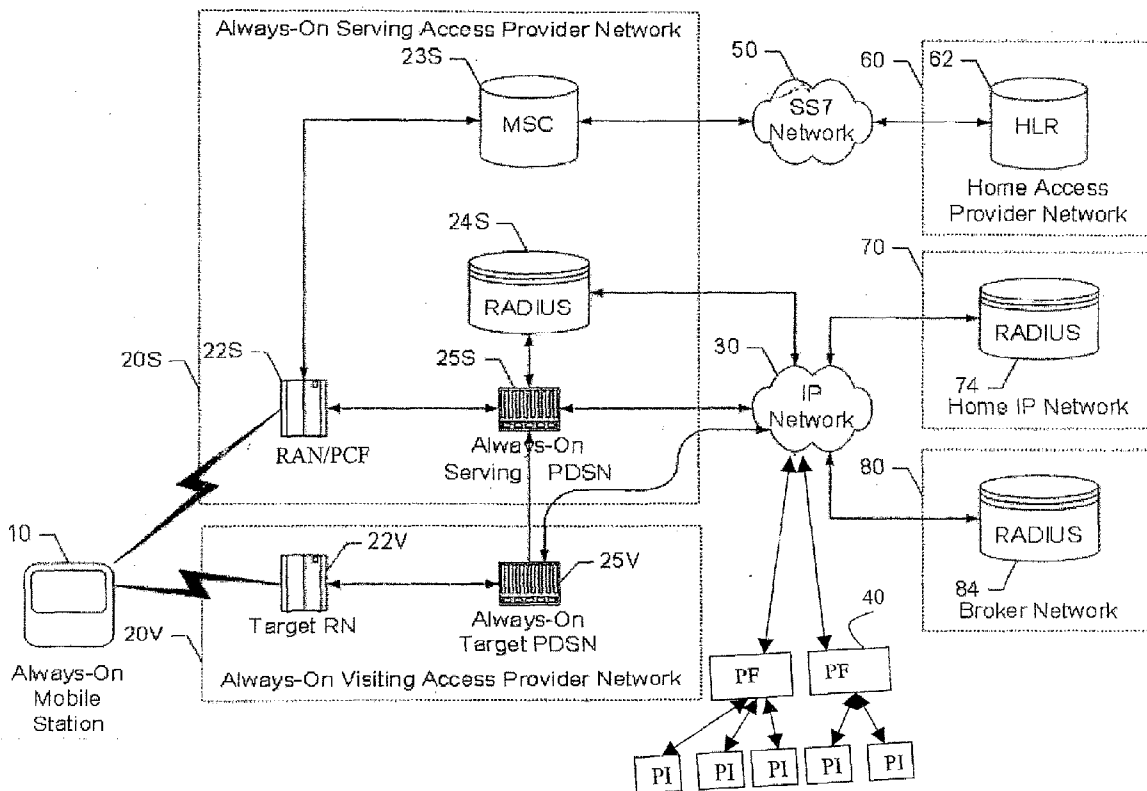 Always-On Serving Access Provider Network
23S
MSC
50
SS7
Network
60
62
HLR
Home Access
Provider Network
24S
RADIUS
70
RADIUS
74
Home IP Network
20S
22S
RAN/PCF
25S
Always-On
Serving PDSN
30
IP
Network
80
RADIUS
84
Broker Network
10
Always-On
Mobile
Station
20V
22V
Target RN
25V
Always-On
Target PDSN
Always-On Visiting Access Provider Network
40
PF
PF
PI
PI
PI
PI
PI